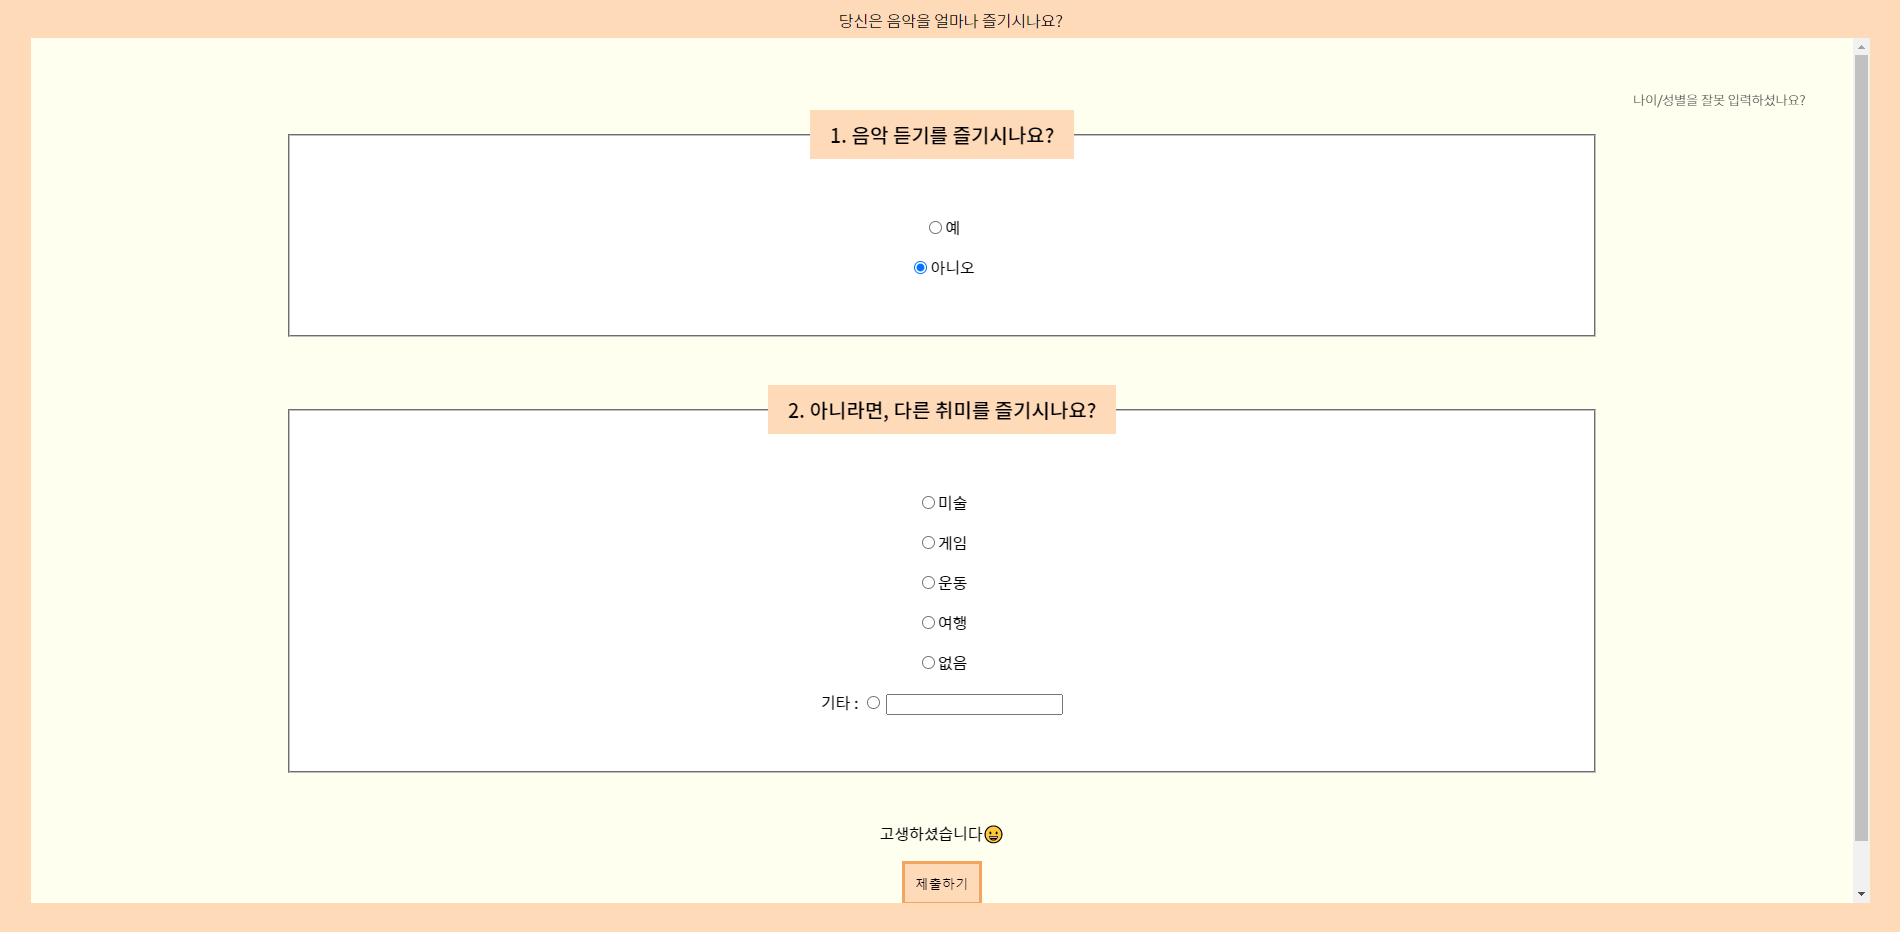 당신은 음악을 얼마나 즐기시나요?
나이/성별을 잘못 입력하셨나요?
1. 음악 듣기를 즐기시나요?
예
아니오
2. 아니라면, 다른 취미를 즐기시나요?
미술
게임
운동
여행
없음
기타 :
고생하셨습니다😀
제출하기